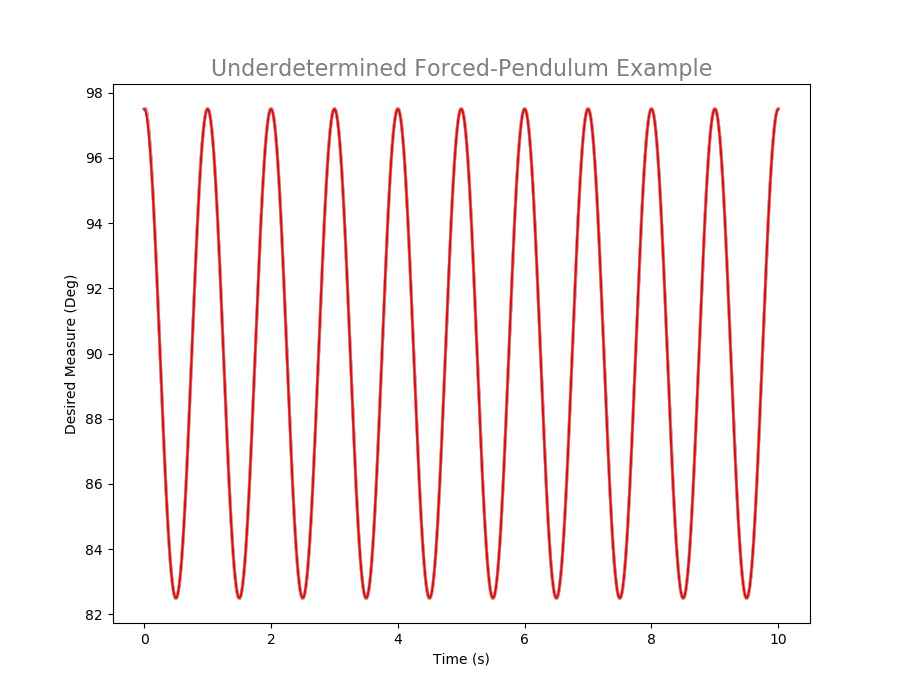 Underdetermined Forced-Pendulum Example
98
96
94
92
90
88
86
84
82
Desired Measure (Deg)
0 2 4 6 8 10
Time (s)